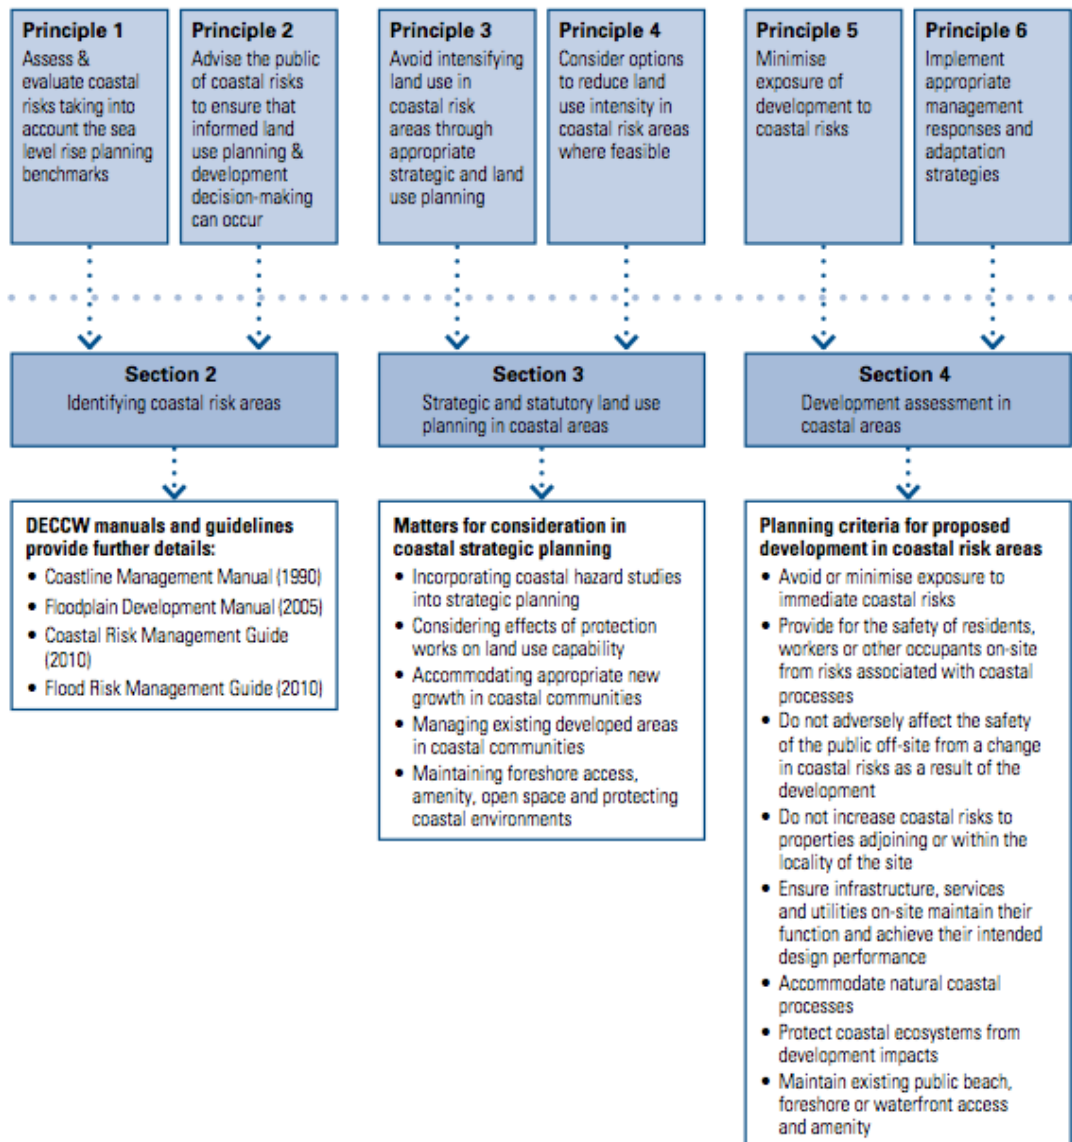 Principle 1
Assess &
evaluate coastal
risks taking into
account the sea
level rise planning
benchmarks
Principle 2
Advise the public
of coastal risks
to ensure that
informed land
use planning &
development
decision-making
can occur
Principle 3
Avoid intensifying
land use in
coastal risk
areas through
appropriate
strategic and land
use planning
Principle 4
Consider options
to reduce land
use intensity in
coastal risk areas
where feasible
Principle 5
Minimise
exposure of
development to
coastal risks
Principle 6
Implement
appropriate
management
responses and
adaptation
strategies
Section 2
Identifying coastal risk areas
Section 3
Strategic and statutory land use
planning in coastal areas
Section 4
Development assessment in
coastal areas
DECCW manuals and guidelines
provide further details:
• Coastline Management Manual (1990)
• Floodplain Development Manual (2005)
• Coastal Risk Management Guide
(2010)
• Flood Risk Management Guide (2010)
Matters for consideration in
coastal strategic planning
• Incorporating coastal hazard studies
into strategic planning
• Considering effects of protection
works on land use capability
• Accommodating appropriate new
growth in coastal communities
• Managing existing developed areas
in coastal communities
• Maintaining foreshore access,
amenity, open space and protecting
coastal environments
Planning criteria for proposed
development in coastal risk areas
• Avoid or minimise exposure to
immediate coastal risks
• Provide for the safety of residents,
workers or other occupants on-site
from risks associated with coastal
processes
• Do not adversely affect the safety
of the public off-site from a change
in coastal risks as a result of the
development
• Do not increase coastal risks to
properties adjoining or within the
locality of the site
• Ensure infrastructure, services
and utilities on-site maintain their
function and achieve their intended
design performance
• Accommodate natural coastal
processes
• Protect coastal ecosystems from
development impacts
• Maintain existing public beach,
foreshore or waterfront access
and amenity